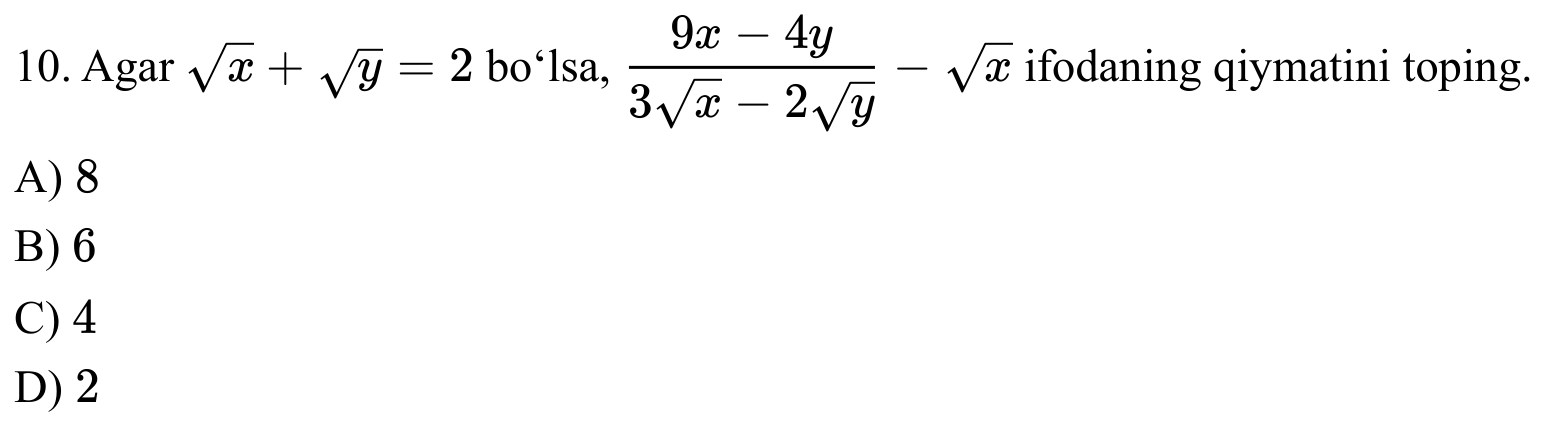 10. Agar √x + √y = 2 bo‘lsa, (9x − 4y)/(3√x − 2√y) − √x ifodaning qiymatini toping.
A) 8
B) 6
C) 4
D) 2